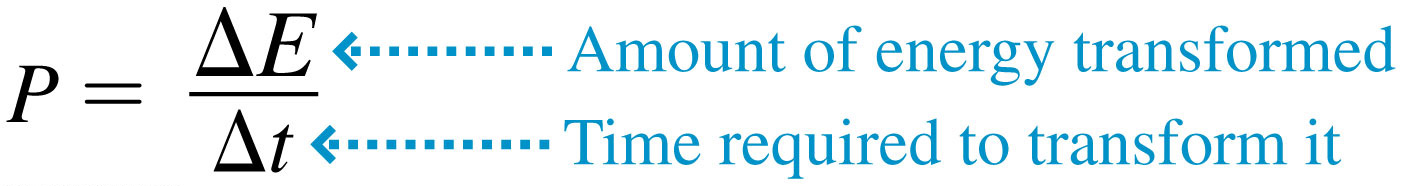 P = ΔE/Δt
Amount of energy transformed
Time required to transform it